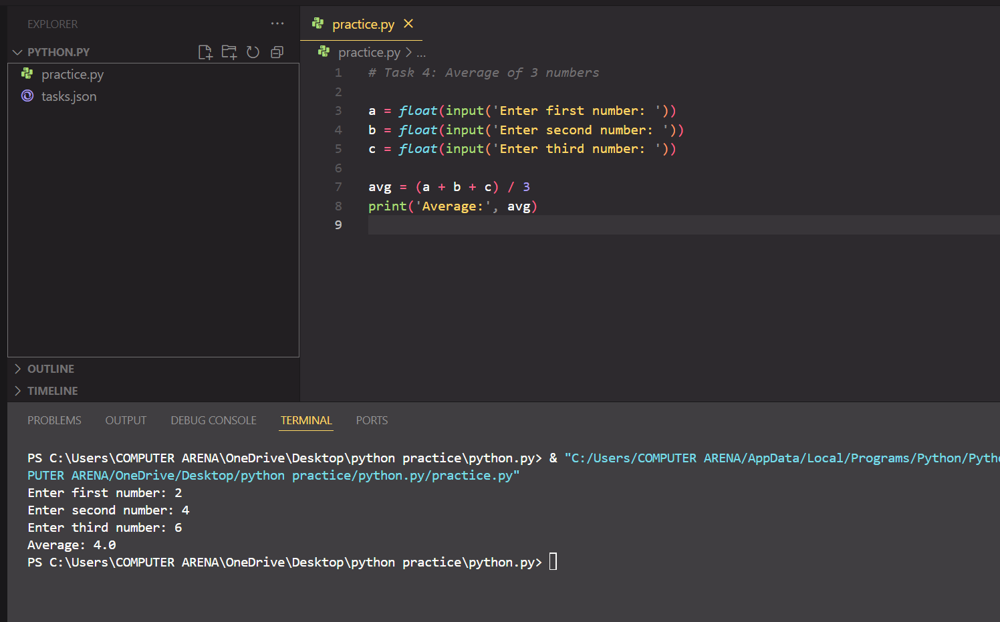 EXPLORER ...
PYTHON.PY
practice.py
tasks.json
OUTLINE
TIMELINE
practice.py
practice.py > ...
1 # Task 4: Average of 3 numbers
2
3 a = float(input('Enter first number: '))
4 b = float(input('Enter second number: '))
5 c = float(input('Enter third number: '))
6
7 avg = (a + b + c) / 3
8 print('Average:', avg)
9
PROBLEMS OUTPUT DEBUG CONSOLE TERMINAL PORTS
PS C:\Users\COMPUTER ARENA\OneDrive\Desktop\python practice\python.py> & "C:/Users/COMPUTER ARENA/AppData/Local/Programs/Python/Pytho
PUTER ARENA/OneDrive/Desktop/python practice/python.py/practice.py"
Enter first number: 2
Enter second number: 4
Enter third number: 6
Average: 4.0
PS C:\Users\COMPUTER ARENA\OneDrive\Desktop\python practice\python.py>